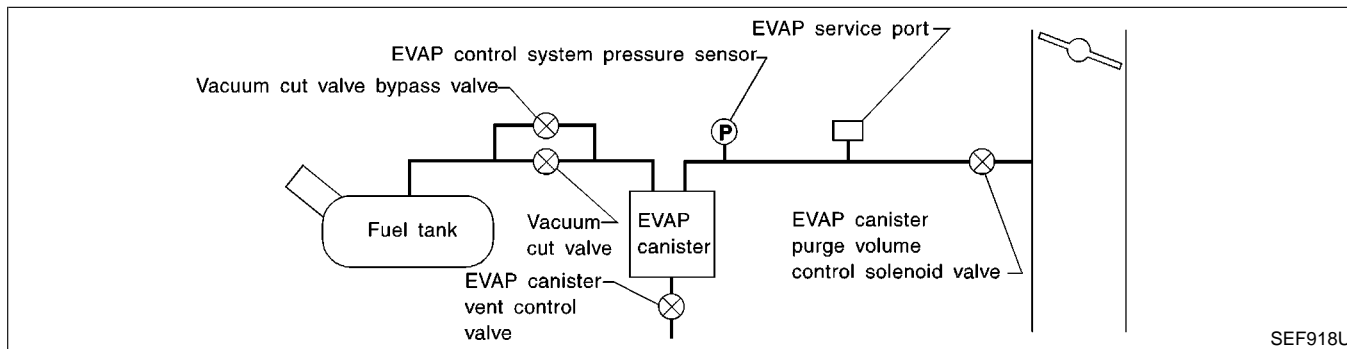 EVAP service port
EVAP control system pressure sensor
Vacuum cut valve bypass valve
P
Fuel tank
Vacuum
cut valve
EVAP
canister
EVAP canister
purge volume
control solenoid valve
EVAP canister
vent control
valve
SEF918U